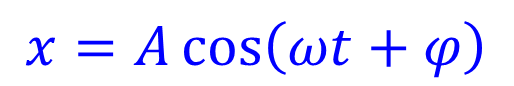 x = A cos(ωt + φ)